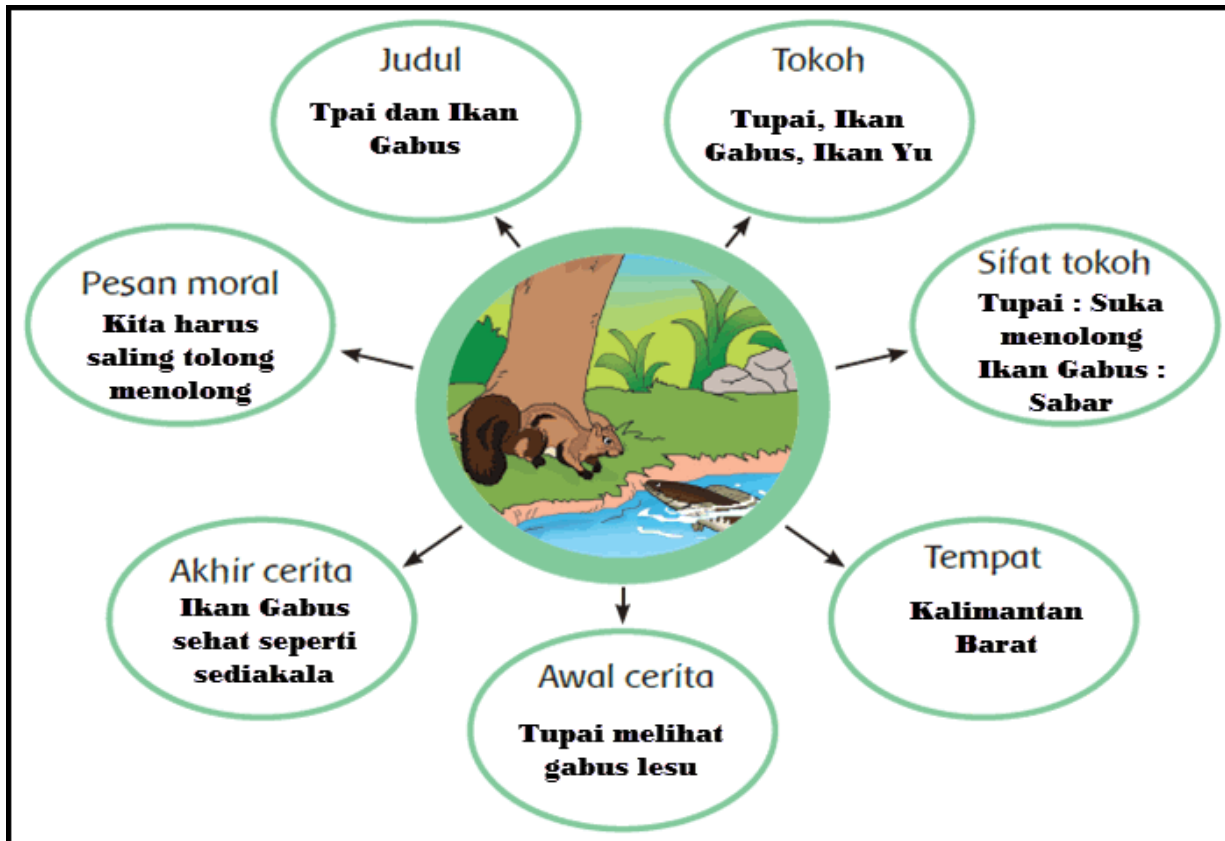 Judul
Tpai dan Ikan
Gabus
Tokoh
Tupai, Ikan
Gabus, Ikan Yu
Pesan moral
Kita harus
saling tolong
menolong
Sifat tokoh
Tupai : Suka
menolong
Ikan Gabus :
Sabar
Akhir cerita
Ikan Gabus
sehat seperti
sediakala
Tempat
Kalimantan
Barat
Awal cerita
Tupai melihat
gabus lesu